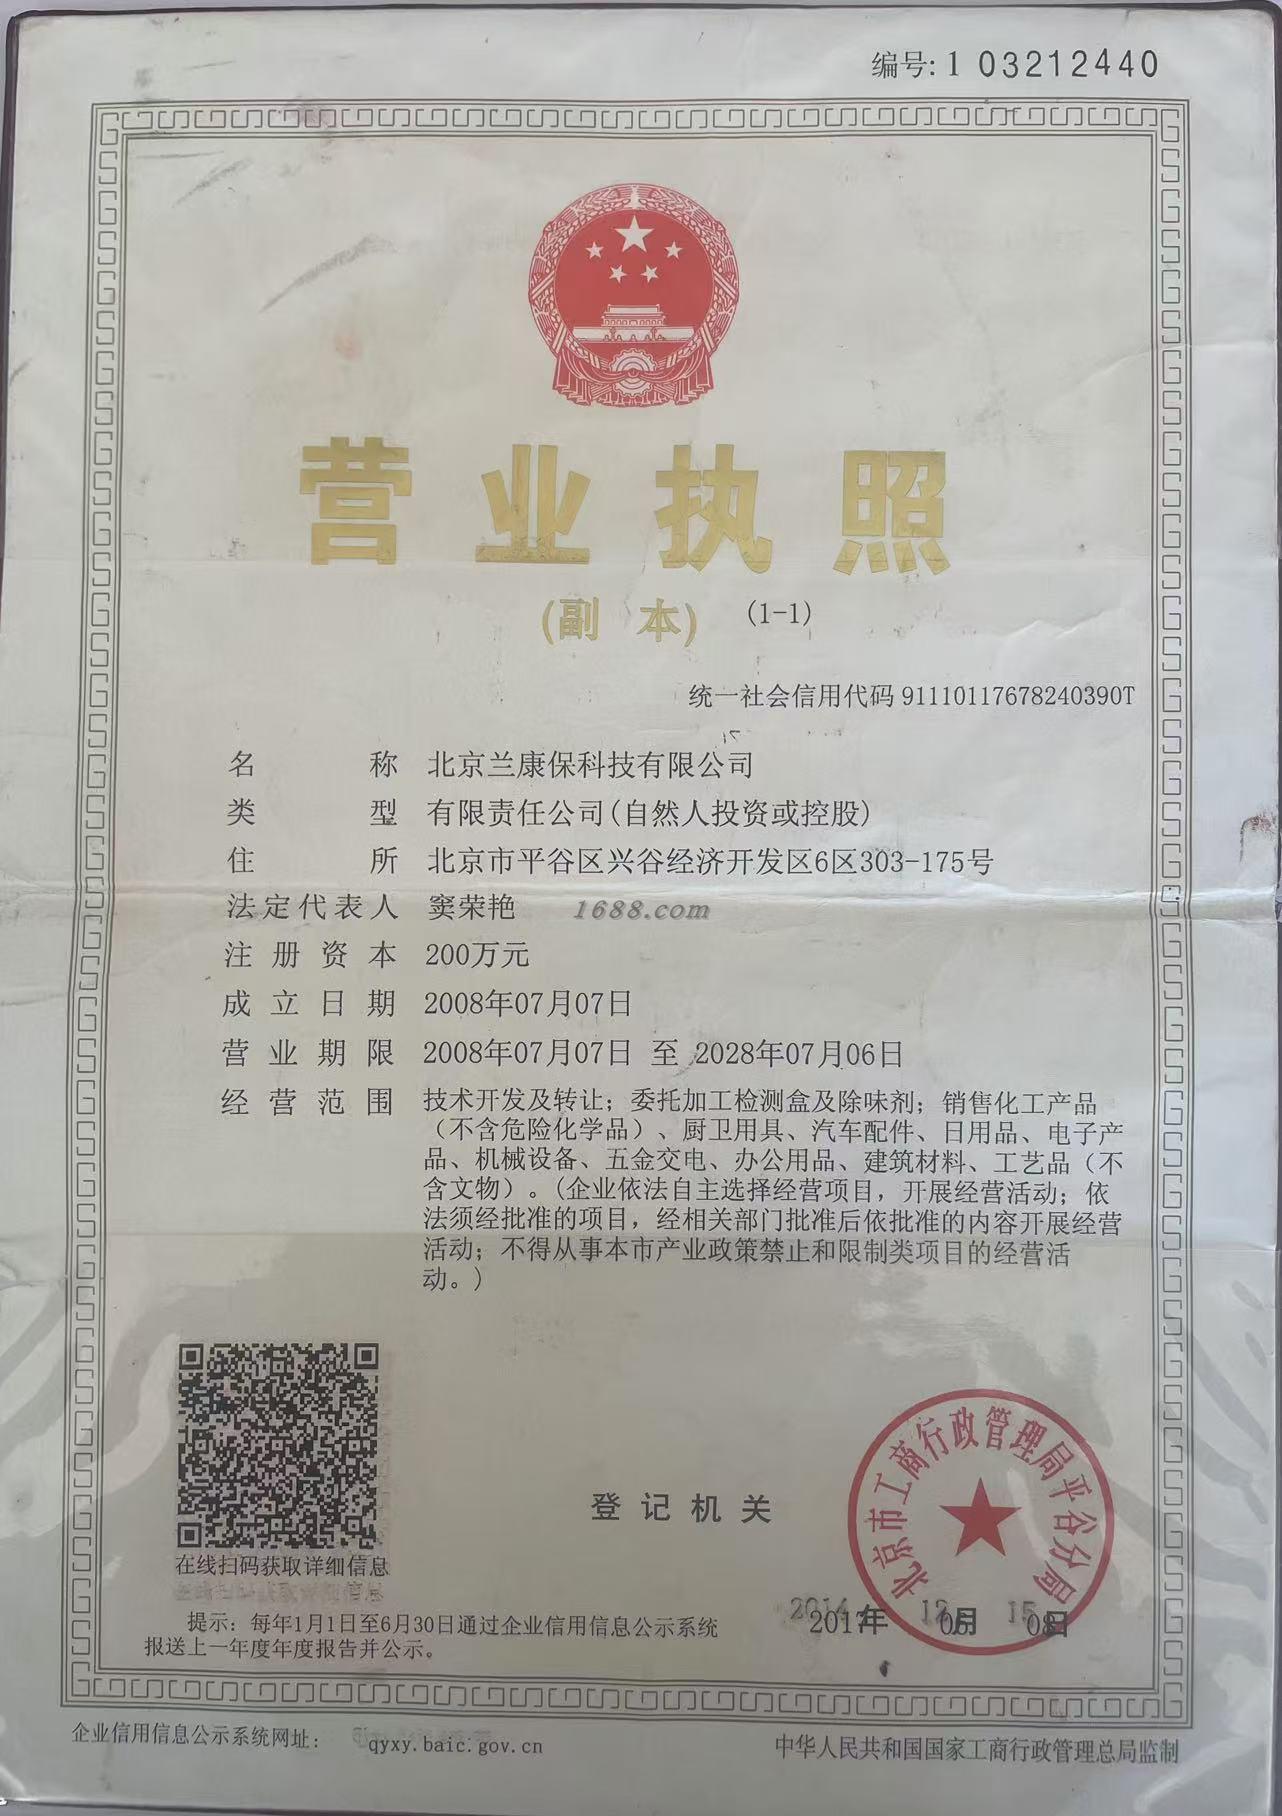 编号: 1 03212440
营业执照
(副 本) (1-1)
统一社会信用代码 91110117678240390T
名 称 北京兰康保科技有限公司
类 型 有限责任公司(自然人投资或控股)
住 所 北京市平谷区兴谷经济开发区6区303-175号
法定代表人 窦荣艳
1688.com
注册资本 200万元
成立日期 2008年07月07日
营业期限 2008年07月07日 至 2028年07月06日
经营范围 技术开发及转让；委托加工检测盒及除味剂；销售化工产品
（不含危险化学品）、厨卫用具、汽车配件、日用品、电子产
品、机械设备、五金交电、办公用品、建筑材料、工艺品（不
含文物）。(企业依法自主选择经营项目，开展经营活动；依
法须经批准的项目，经相关部门批准后依批准的内容开展经营
活动；不得从事本市产业政策禁止和限制类项目的经营活
动。)
在线扫码获取详细信息
登记机关
北京市工商行政管理局平谷分局
2017年 06月 08日
提示：每年1月1日至6月30日通过企业信用信息公示系统
报送上一年度年度报告并公示。
企业信用信息公示系统网址： qyxy.baic.gov.cn
中华人民共和国国家工商行政管理总局监制